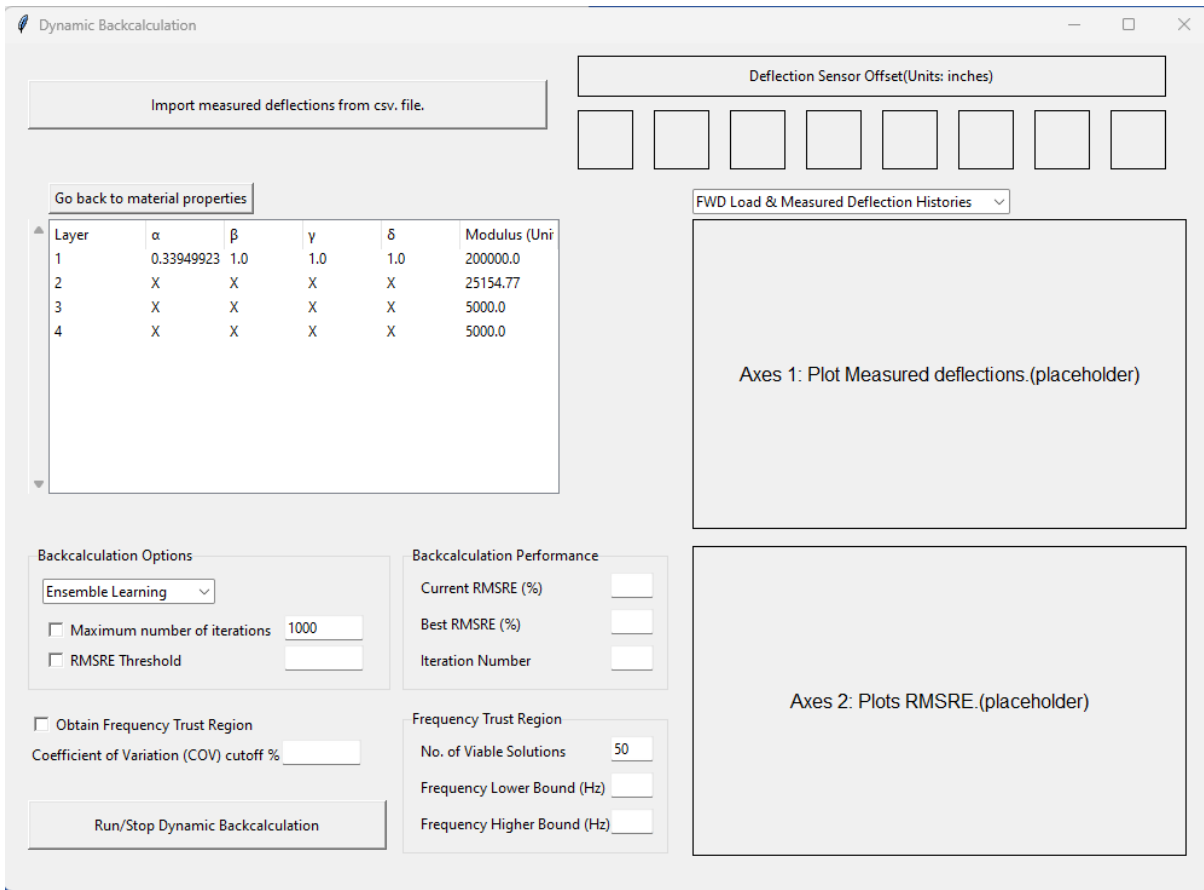 Dynamic Backcalculation
Import measured deflections from csv. file.
Deflection Sensor Offset(Units: inches)
Go back to material properties
Layer α β γ δ Modulus (Uni
1 0.33949923 1.0 1.0 1.0 200000.0
2 X X X X 25154.77
3 X X X X 5000.0
4 X X X X 5000.0
FWD Load & Measured Deflection Histories
Axes 1: Plot Measured deflections.(placeholder)
Backcalculation Options
Ensemble Learning
Maximum number of iterations 1000
RMSRE Threshold
Obtain Frequency Trust Region
Coefficient of Variation (COV) cutoff %
Run/Stop Dynamic Backcalculation
Backcalculation Performance
Current RMSRE (%)
Best RMSRE (%)
Iteration Number
Frequency Trust Region
No. of Viable Solutions 50
Frequency Lower Bound (Hz)
Frequency Higher Bound (Hz)
Axes 2: Plots RMSRE.(placeholder)